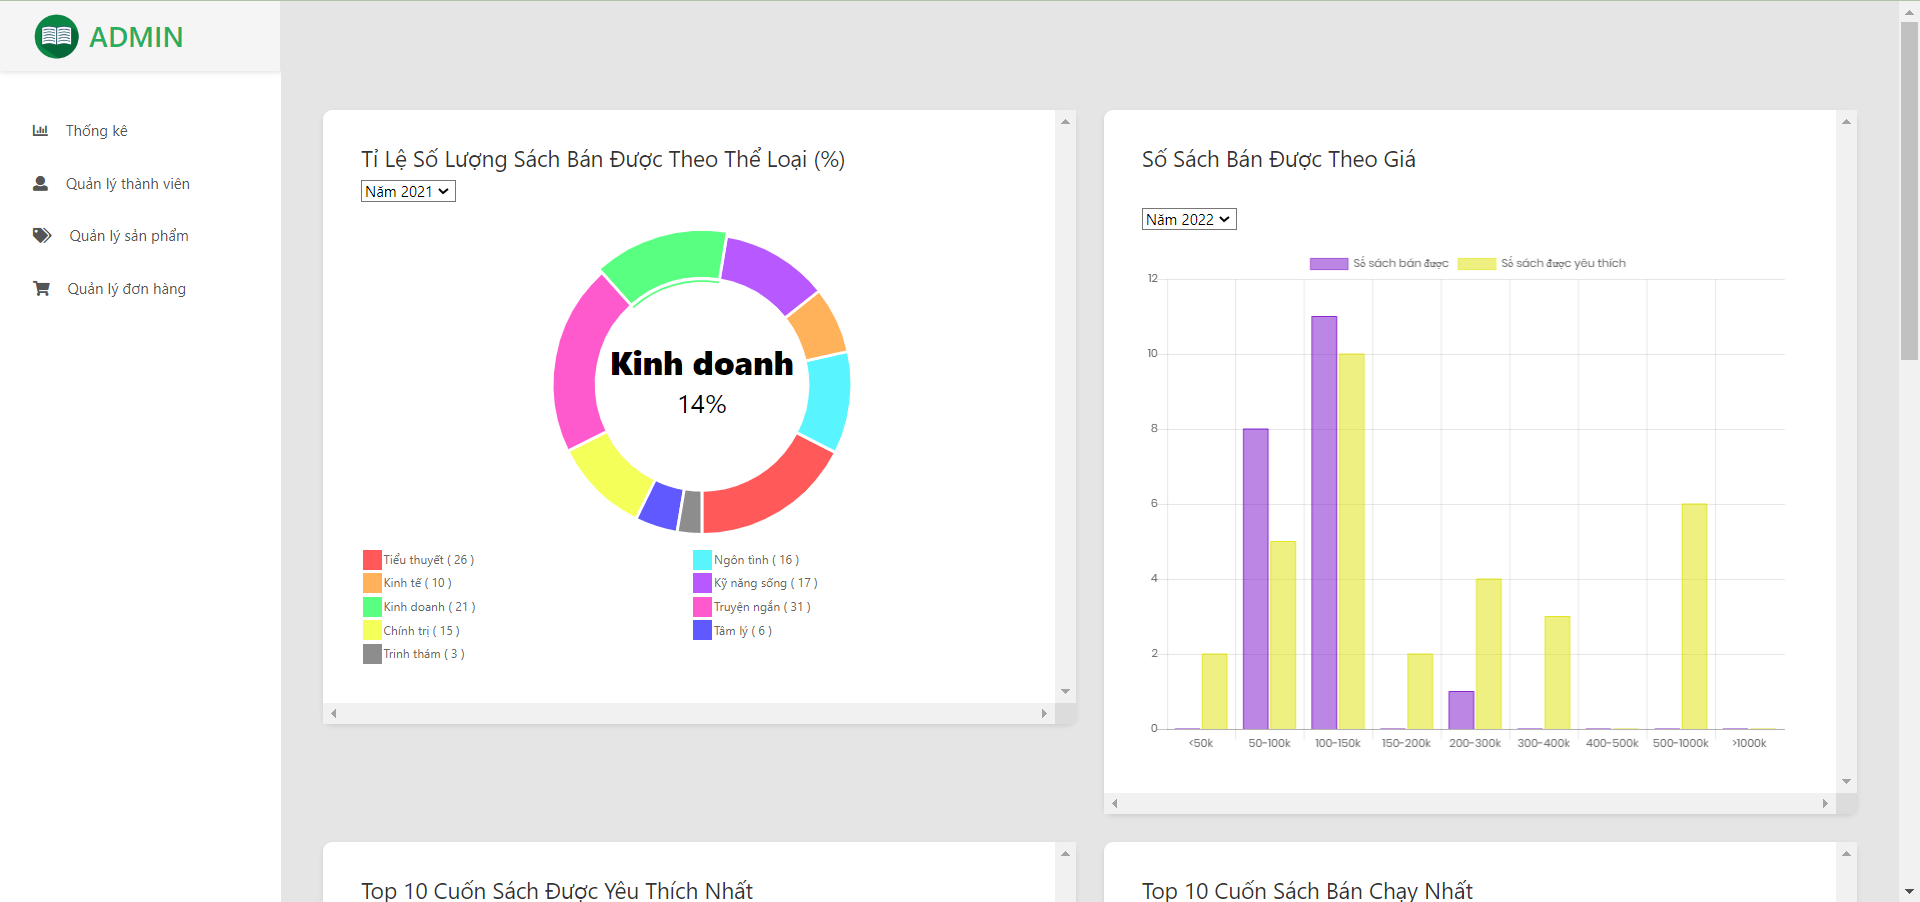 ADMIN
Thống kê
Quản lý thành viên
Quản lý sản phẩm
Quản lý đơn hàng
Tỉ Lệ Số Lượng Sách Bán Được Theo Thể Loại (%)
Năm 2021
Kinh doanh
14%
Tiểu thuyết ( 26 )
Ngôn tình ( 16 )
Kinh tế ( 10 )
Kỹ năng sống ( 17 )
Kinh doanh ( 21 )
Truyện ngắn ( 31 )
Chính trị ( 15 )
Tâm lý ( 6 )
Trinh thám ( 3 )
Số Sách Bán Được Theo Giá
Năm 2022
Số sách bán được
Số sách được yêu thích
12
10
8
6
4
2
0
<50k
50-100k
100-150k
150-200k
200-300k
300-400k
400-500k
500-1000k
>1000k
Top 10 Cuốn Sách Được Yêu Thích Nhất
Top 10 Cuốn Sách Bán Chạy Nhất